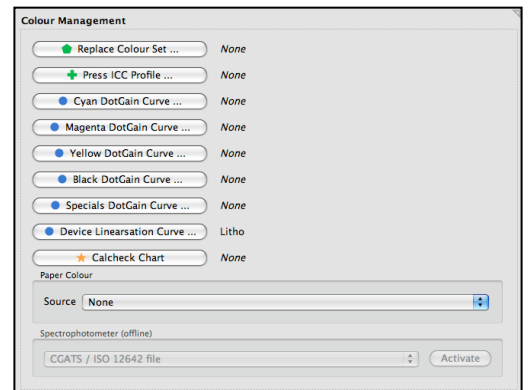 Colour Management
Replace Colour Set ... None
Press ICC Profile ... None
Cyan DotGain Curve ... None
Magenta DotGain Curve ... None
Yellow DotGain Curve ... None
Black DotGain Curve ... None
Specials DotGain Curve ... None
Device Linearsation Curve ... Litho
Calcheck Chart None
Paper Colour
Source None
Spectrophotometer (offline)
CGATS / ISO 12642 file Activate